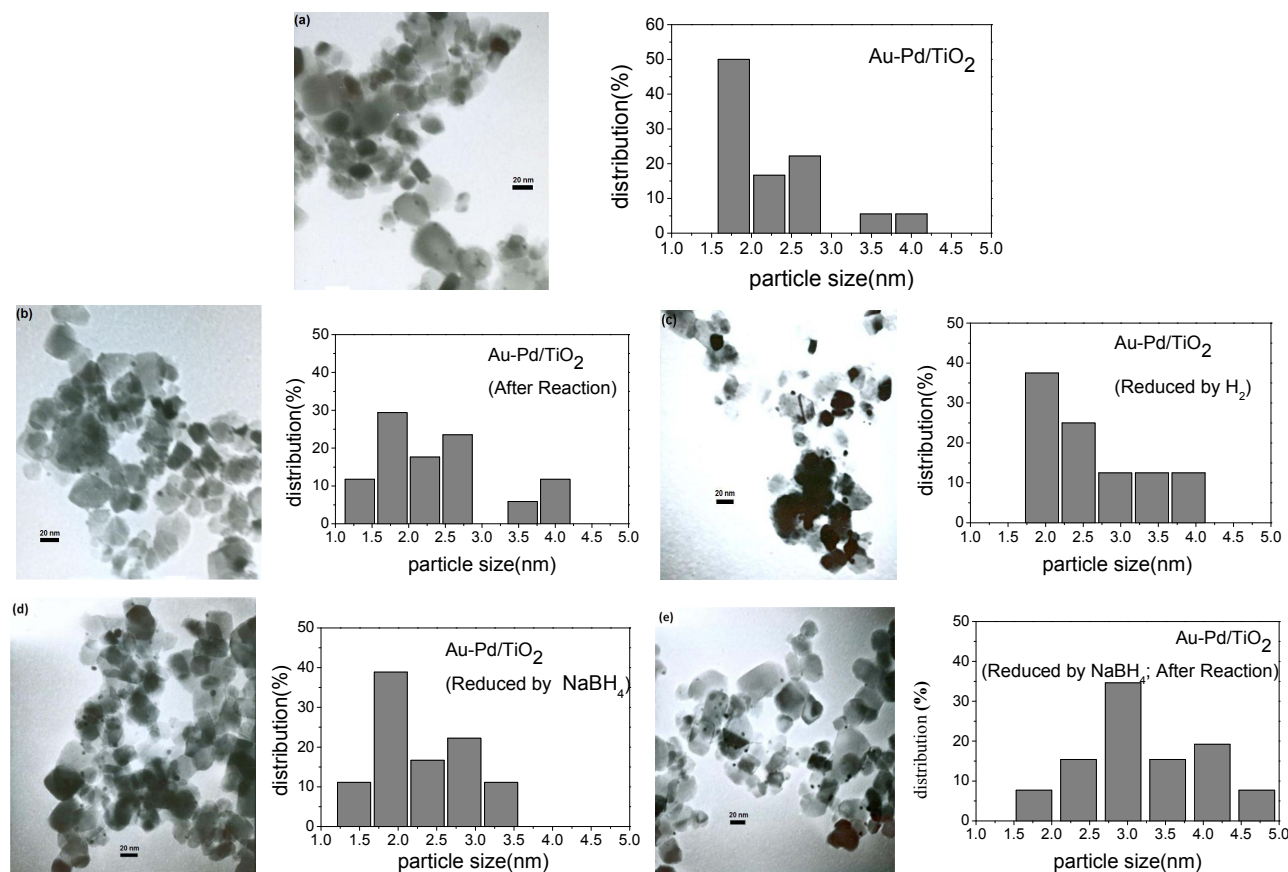 (a)
20 nm
60
50
40
30
20
10
0
distribution(%)
Au-Pd/TiO2
1.0 1.5 2.0 2.5 3.0 3.5 4.0 4.5 5.0
particle size(nm)
(b)
20 nm
50
40
30
20
10
0
distribution(%)
Au-Pd/TiO2
(After Reaction)
1.0 1.5 2.0 2.5 3.0 3.5 4.0 4.5 5.0
particle size(nm)
(c)
20 nm
50
40
30
20
10
0
distribution(%)
Au-Pd/TiO2
(Reduced by H2)
1.0 1.5 2.0 2.5 3.0 3.5 4.0 4.5 5.0
particle size(nm)
(d)
20 nm
50
40
30
20
10
0
distribution(%)
Au-Pd/TiO2
(Reduced by NaBH4)
1.0 1.5 2.0 2.5 3.0 3.5 4.0 4.5 5.0
particle size(nm)
(e)
20 nm
50
40
30
20
10
0
distribution (%)
Au-Pd/TiO2
(Reduced by NaBH4; After Reaction)
1.0 1.5 2.0 2.5 3.0 3.5 4.0 4.5 5.0
particle size(nm)